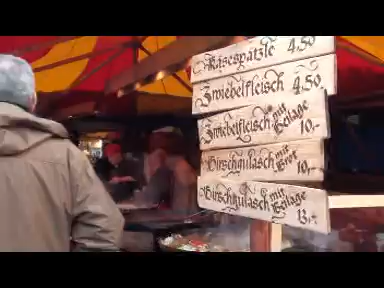 Käsespätzle 4,50
Zwiebelfleisch 4,50
Zwiebelfleisch mit Beilage 10,-
Hirschgulasch mit Brot 10,-
Hirschgulasch mit Beilage 13,-